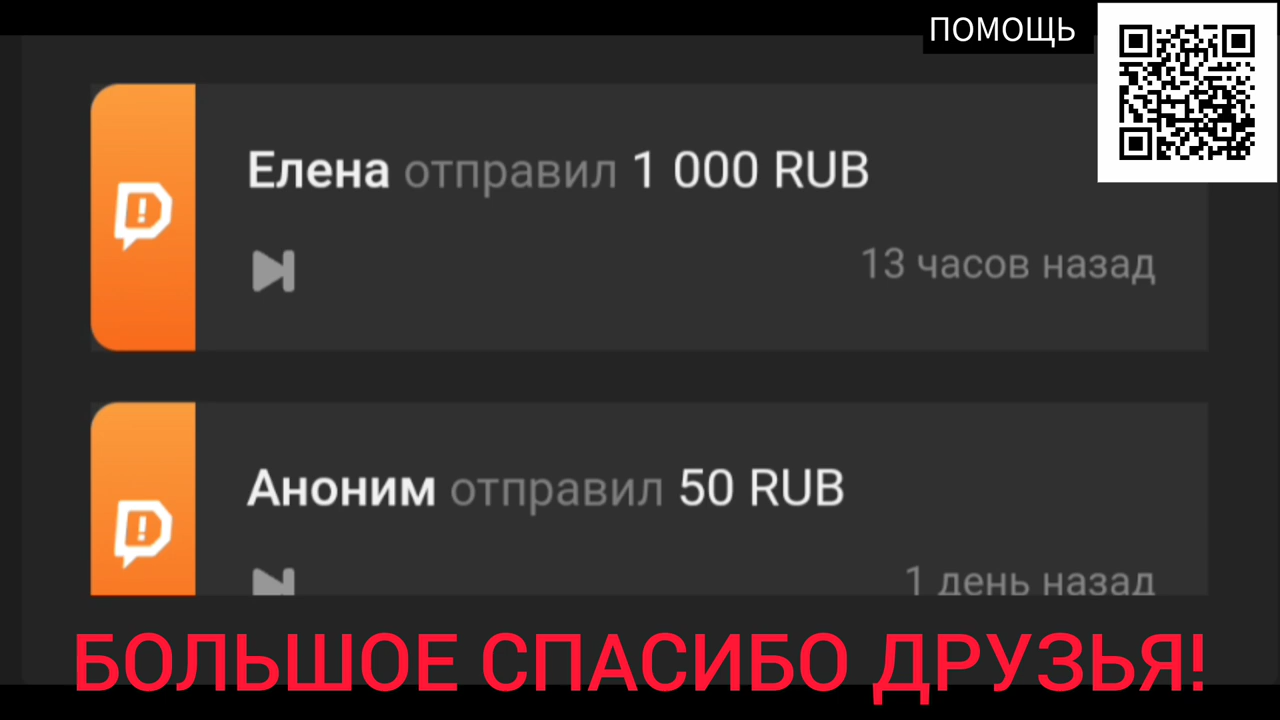 ПОМОЩЬ
Елена отправил 1 000 RUB
13 часов назад
Аноним отправил 50 RUB
1 день назад
БОЛЬШОЕ СПАСИБО ДРУЗЬЯ!